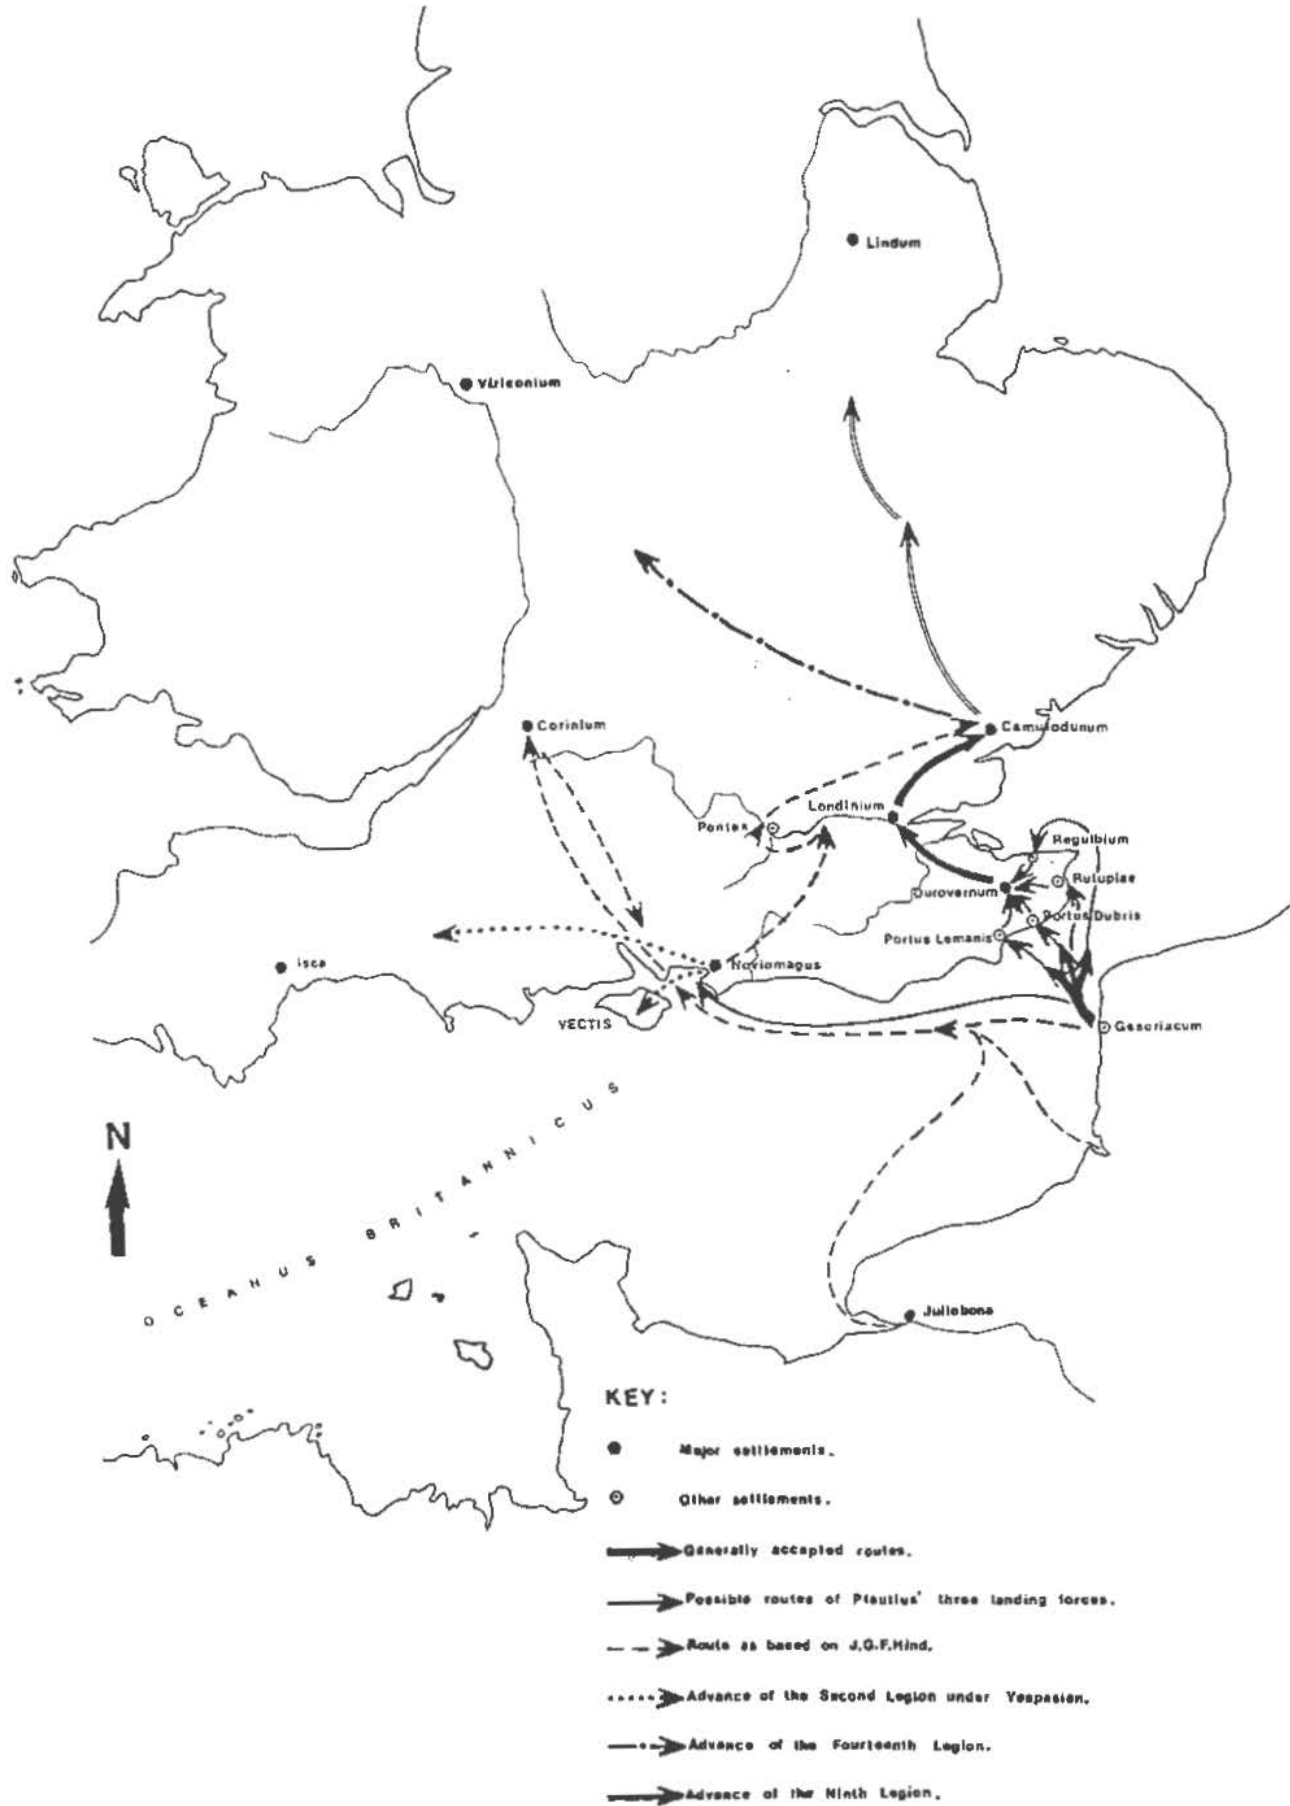 Lindum
Viriconium
Corinium
Camulodunum
Londinium
Pontes
Regulbium
Rutupiae
Durovernum
Portus Dubris
Portus Lemanis
Isca
Noviomagus
VECTIS
Gesoriacum
N
OCEANUS BRITANNICUS
Juliobona
KEY:
Major settlements.
Other settlements.
Generally accepted routes.
Possible routes of Plautius' three landing forces.
Route as based on J.G.F.Hind.
Advance of the Second Legion under Vespasian.
Advance of the Fourteenth Legion.
Advance of the Ninth Legion.